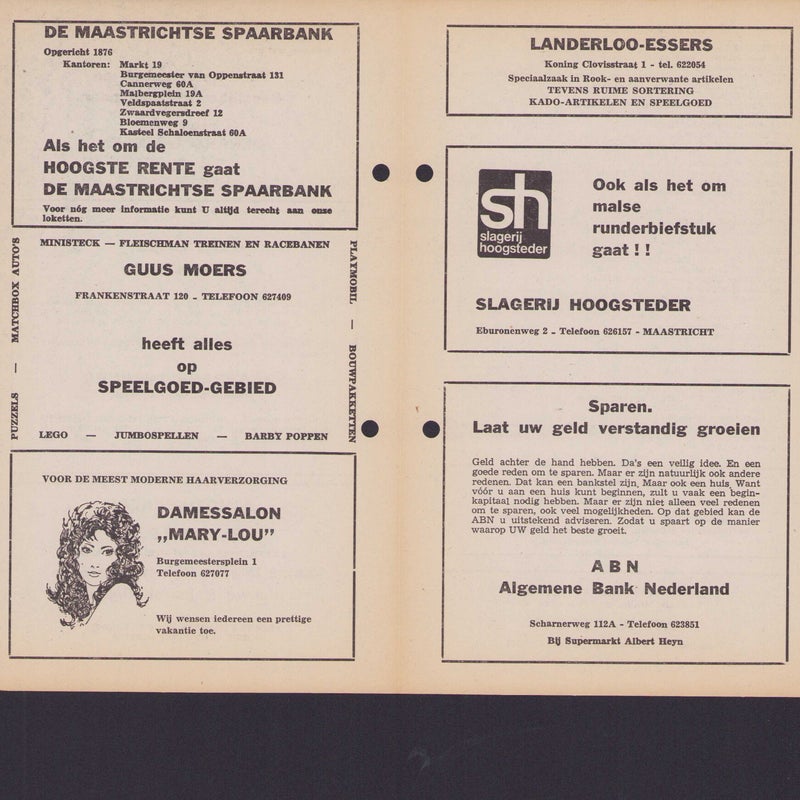 DE MAASTRICHTSE SPAARBANK
Opgericht 1876
Kantoren: Markt 19
Burgemeester van Oppenstraat 131
Cannerweg 60A
Malbergplein 19A
Veldspaatstraat 2
Zwaardvegersdreef 12
Bloemenweg 9
Kasteel Schaloenstraat 60A
Als het om de
HOOGSTE RENTE gaat
DE MAASTRICHTSE SPAARBANK
Voor nóg meer informatie kunt U altijd terecht aan onse
loketten.
MINISTECK — FLEISCHMAN TREINEN EN RACEBANEN
PUZZELS — MATCHBOX AUTO'S
PLAYMOBIL — BOUWPAKKETTEN
GUUS MOERS
FRANKENSTRAAT 120 - TELEFOON 627409
heeft alles
op
SPEELGOED-GEBIED
LEGO — JUMBOSPELLEN — BARBY POPPEN
VOOR DE MEEST MODERNE HAARVERZORGING
DAMESSALON
,,MARY-LOU"
Burgemeestersplein 1
Telefoon 627077
Wij wensen iedereen een prettige
vakantie toe.
LANDERLOO-ESSERS
Koning Clovisstraat 1 - tel. 622054
Speciaalzaak in Rook- en aanverwante artikelen
TEVENS RUIME SORTERING
KADO-ARTIKELEN EN SPEELGOED
sh
slagerij
hoogsteder
Ook als het om
malse
runderbiefstuk
gaat ! !
SLAGERIJ HOOGSTEDER
Eburonenweg 2 - Telefoon 626157 - MAASTRICHT
Sparen.
Laat uw geld verstandig groeien
Geld achter de hand hebben. Da's een veilig idee. En een
goede reden om te sparen. Maar er zijn natuurlijk ook andere
redenen. Dat kan een bankstel zijn, Maar ook een huis, Want
vóór u aan een huis kunt beginnen, zult u vaak een begin-
kapitaal nodig hebben. Maar er zijn niet alleen veel redenen
om te sparen, ook veel mogelijkheden. Op dat gebied kan de
ABN u uitstekend adviseren. Zodat u spaart op de manier
waarop UW geld het beste groeit.
A B N
Algemene Bank Nederland
Scharnerweg 112A - Telefoon 623851
Bij Supermarkt Albert Heyn